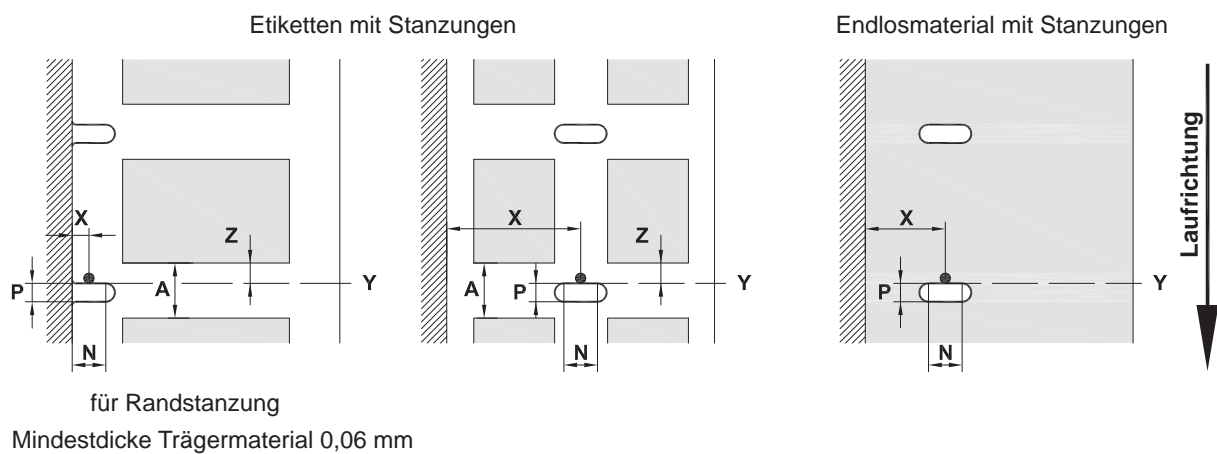 Etiketten mit Stanzungen
Endlosmaterial mit Stanzungen
X
Z
Y
P
A
N
X
Z
Y
A
P
N
X
Y
P
N
Laufrichtung
für Randstanzung
Mindestdicke Trägermaterial 0,06 mm